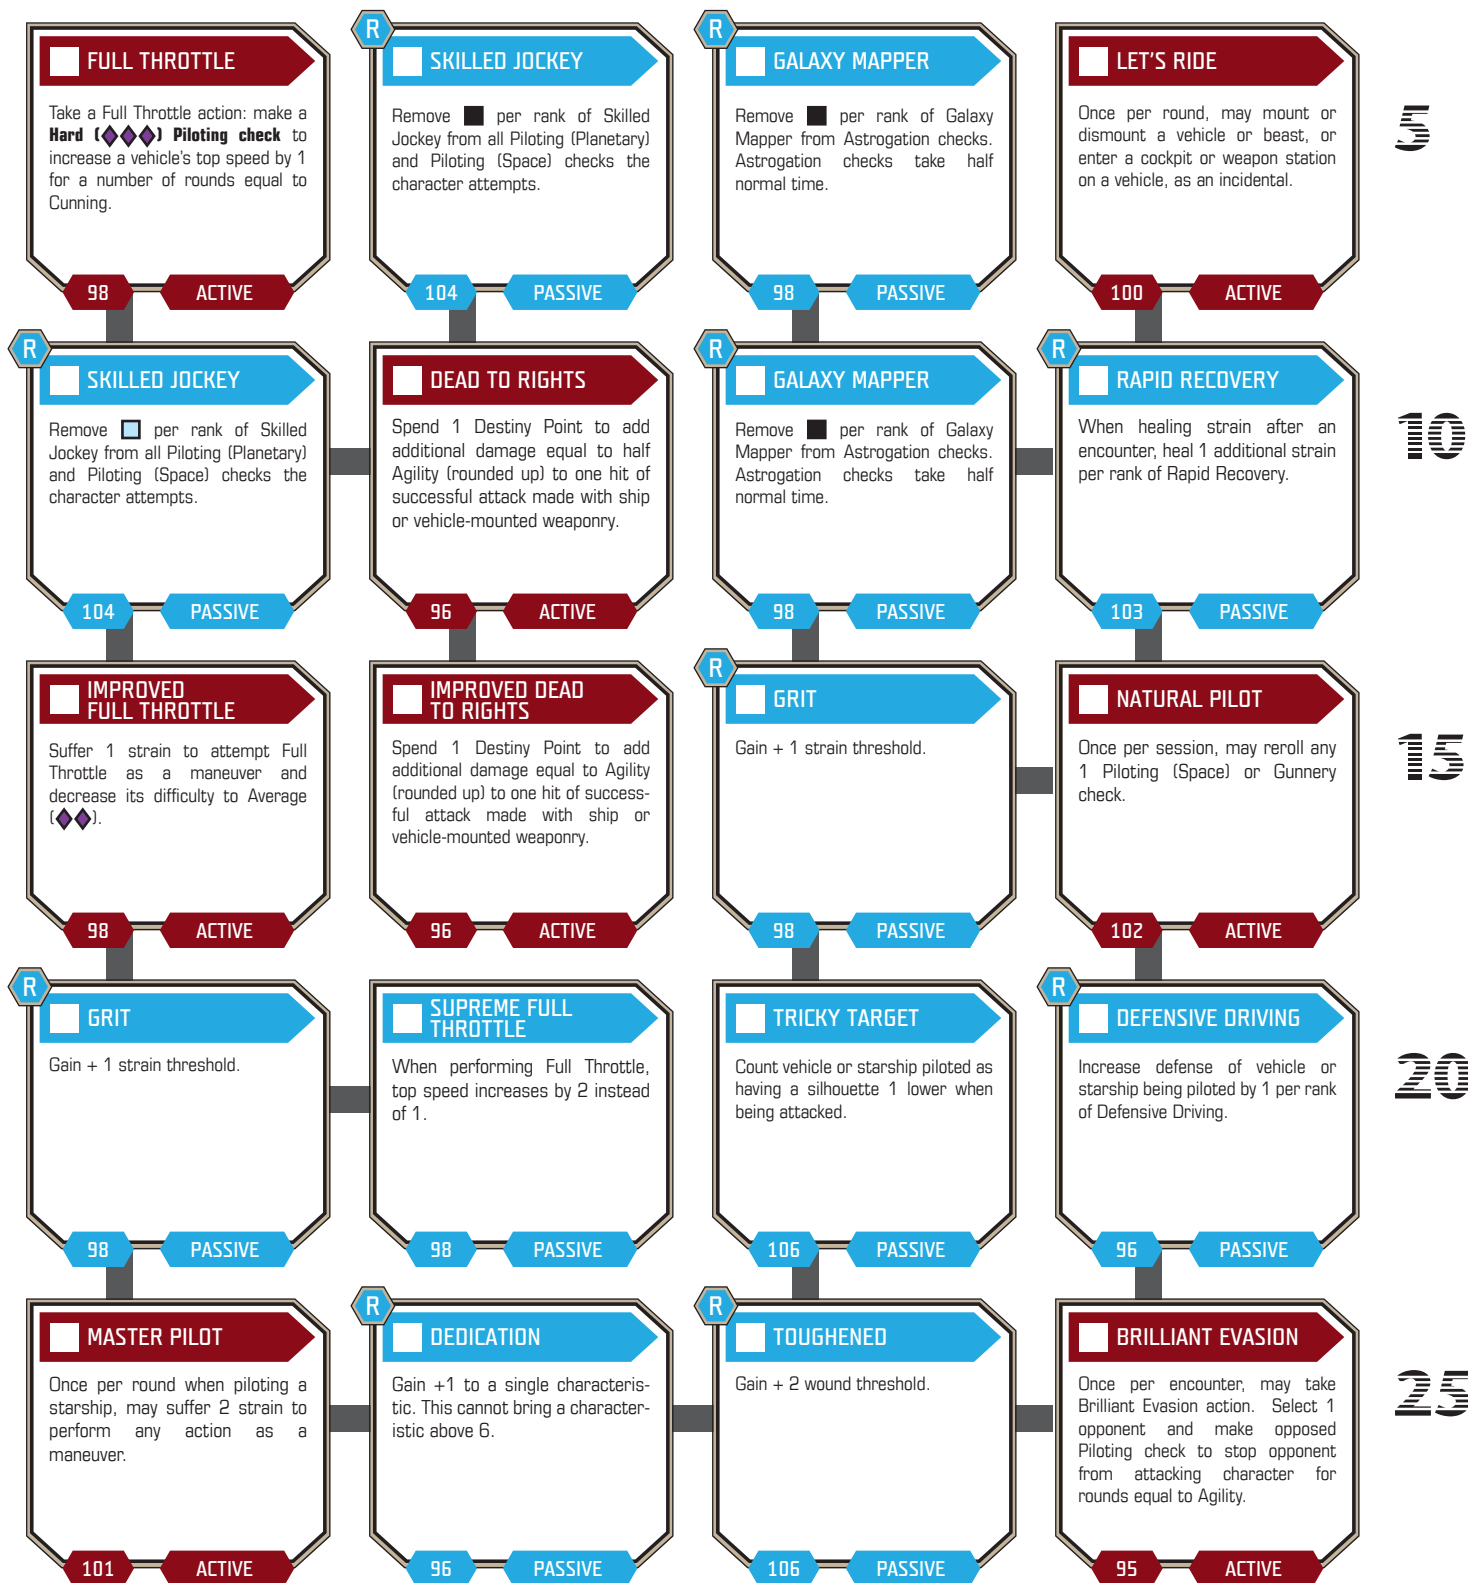 R
FULL THROTTLE
Take a Full Throttle action: make a
Hard (◆◆◆) Piloting check to
increase a vehicle's top speed by 1
for a number of rounds equal to
Cunning.
98 ACTIVE
SKILLED JOCKEY
Remove ■ per rank of Skilled
Jockey from all Piloting (Planetary)
and Piloting (Space) checks the
character attempts.
104 PASSIVE
R
GALAXY MAPPER
Remove ■ per rank of Galaxy
Mapper from Astrogation checks.
Astrogation checks take half
normal time.
98 PASSIVE
LET'S RIDE
Once per round, may mount or
dismount a vehicle or beast, or
enter a cockpit or weapon station
on a vehicle, as an incidental.
100 ACTIVE
5
R
SKILLED JOCKEY
Remove □ per rank of Skilled
Jockey from all Piloting (Planetary)
and Piloting (Space) checks the
character attempts.
104 PASSIVE
DEAD TO RIGHTS
Spend 1 Destiny Point to add
additional damage equal to half
Agility (rounded up) to one hit of
successful attack made with ship
or vehicle-mounted weaponry.
96 ACTIVE
R
GALAXY MAPPER
Remove ■ per rank of Galaxy
Mapper from Astrogation checks.
Astrogation checks take half
normal time.
98 PASSIVE
R
RAPID RECOVERY
When healing strain after an
encounter, heal 1 additional strain
per rank of Rapid Recovery.
103 PASSIVE
10
IMPROVED
FULL THROTTLE
Suffer 1 strain to attempt Full
Throttle as a maneuver and
decrease its difficulty to Average
(◆◆).
98 ACTIVE
IMPROVED DEAD
TO RIGHTS
Spend 1 Destiny Point to add
additional damage equal to Agility
(rounded up) to one hit of success-
ful attack made with ship or
vehicle-mounted weaponry.
96 ACTIVE
R
GRIT
Gain + 1 strain threshold.
98 PASSIVE
NATURAL PILOT
Once per session, may reroll any
1 Piloting (Space) or Gunnery
check.
102 ACTIVE
15
R
GRIT
Gain + 1 strain threshold.
98 PASSIVE
SUPREME FULL
THROTTLE
When performing Full Throttle,
top speed increases by 2 instead
of 1.
98 PASSIVE
TRICKY TARGET
Count vehicle or starship piloted as
having a silhouette 1 lower when
being attacked.
106 PASSIVE
R
DEFENSIVE DRIVING
Increase defense of vehicle or
starship being piloted by 1 per rank
of Defensive Driving.
96 PASSIVE
20
MASTER PILOT
Once per round when piloting a
starship, may suffer 2 strain to
perform any action as a
maneuver.
101 ACTIVE
R
DEDICATION
Gain +1 to a single characteris-
tic. This cannot bring a character-
istic above 6.
96 PASSIVE
R
TOUGHENED
Gain + 2 wound threshold.
106 PASSIVE
BRILLIANT EVASION
Once per encounter, may take
Brilliant Evasion action. Select 1
opponent and make opposed
Piloting check to stop opponent
from attacking character for
rounds equal to Agility.
95 ACTIVE
25